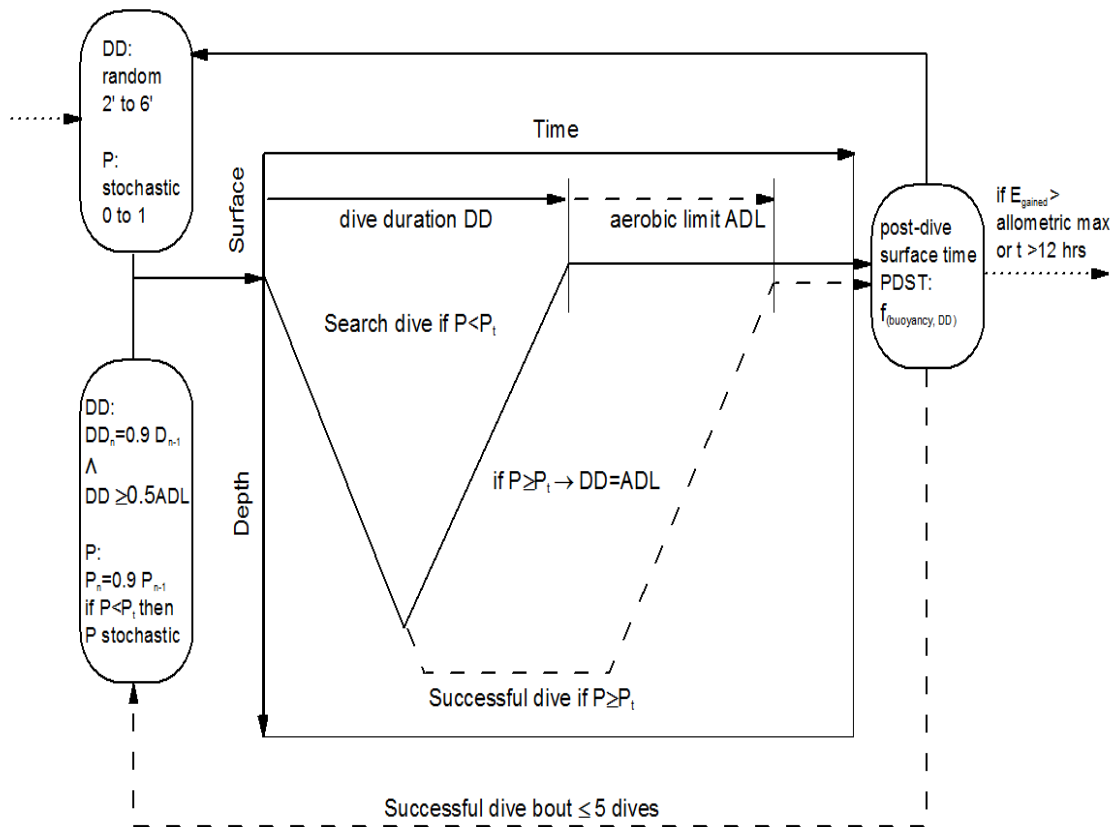 DD:
random
2' to 6'
P:
stochastic
0 to 1
Time
Surface
dive duration DD
aerobic limit ADL
post-dive
surface time
PDST:
f(buoyancy, DD)
if Egained>
allometric max
or t >12 hrs
Search dive if P<Pt
DD:
DDn=0.9 Dn-1
Λ
DD ≥0.5ADL
P:
Pn=0.9 Pn-1
if P<Pt then
P stochastic
Depth
if P≥Pt → DD=ADL
Successful dive if P≥Pt
Successful dive bout ≤ 5 dives